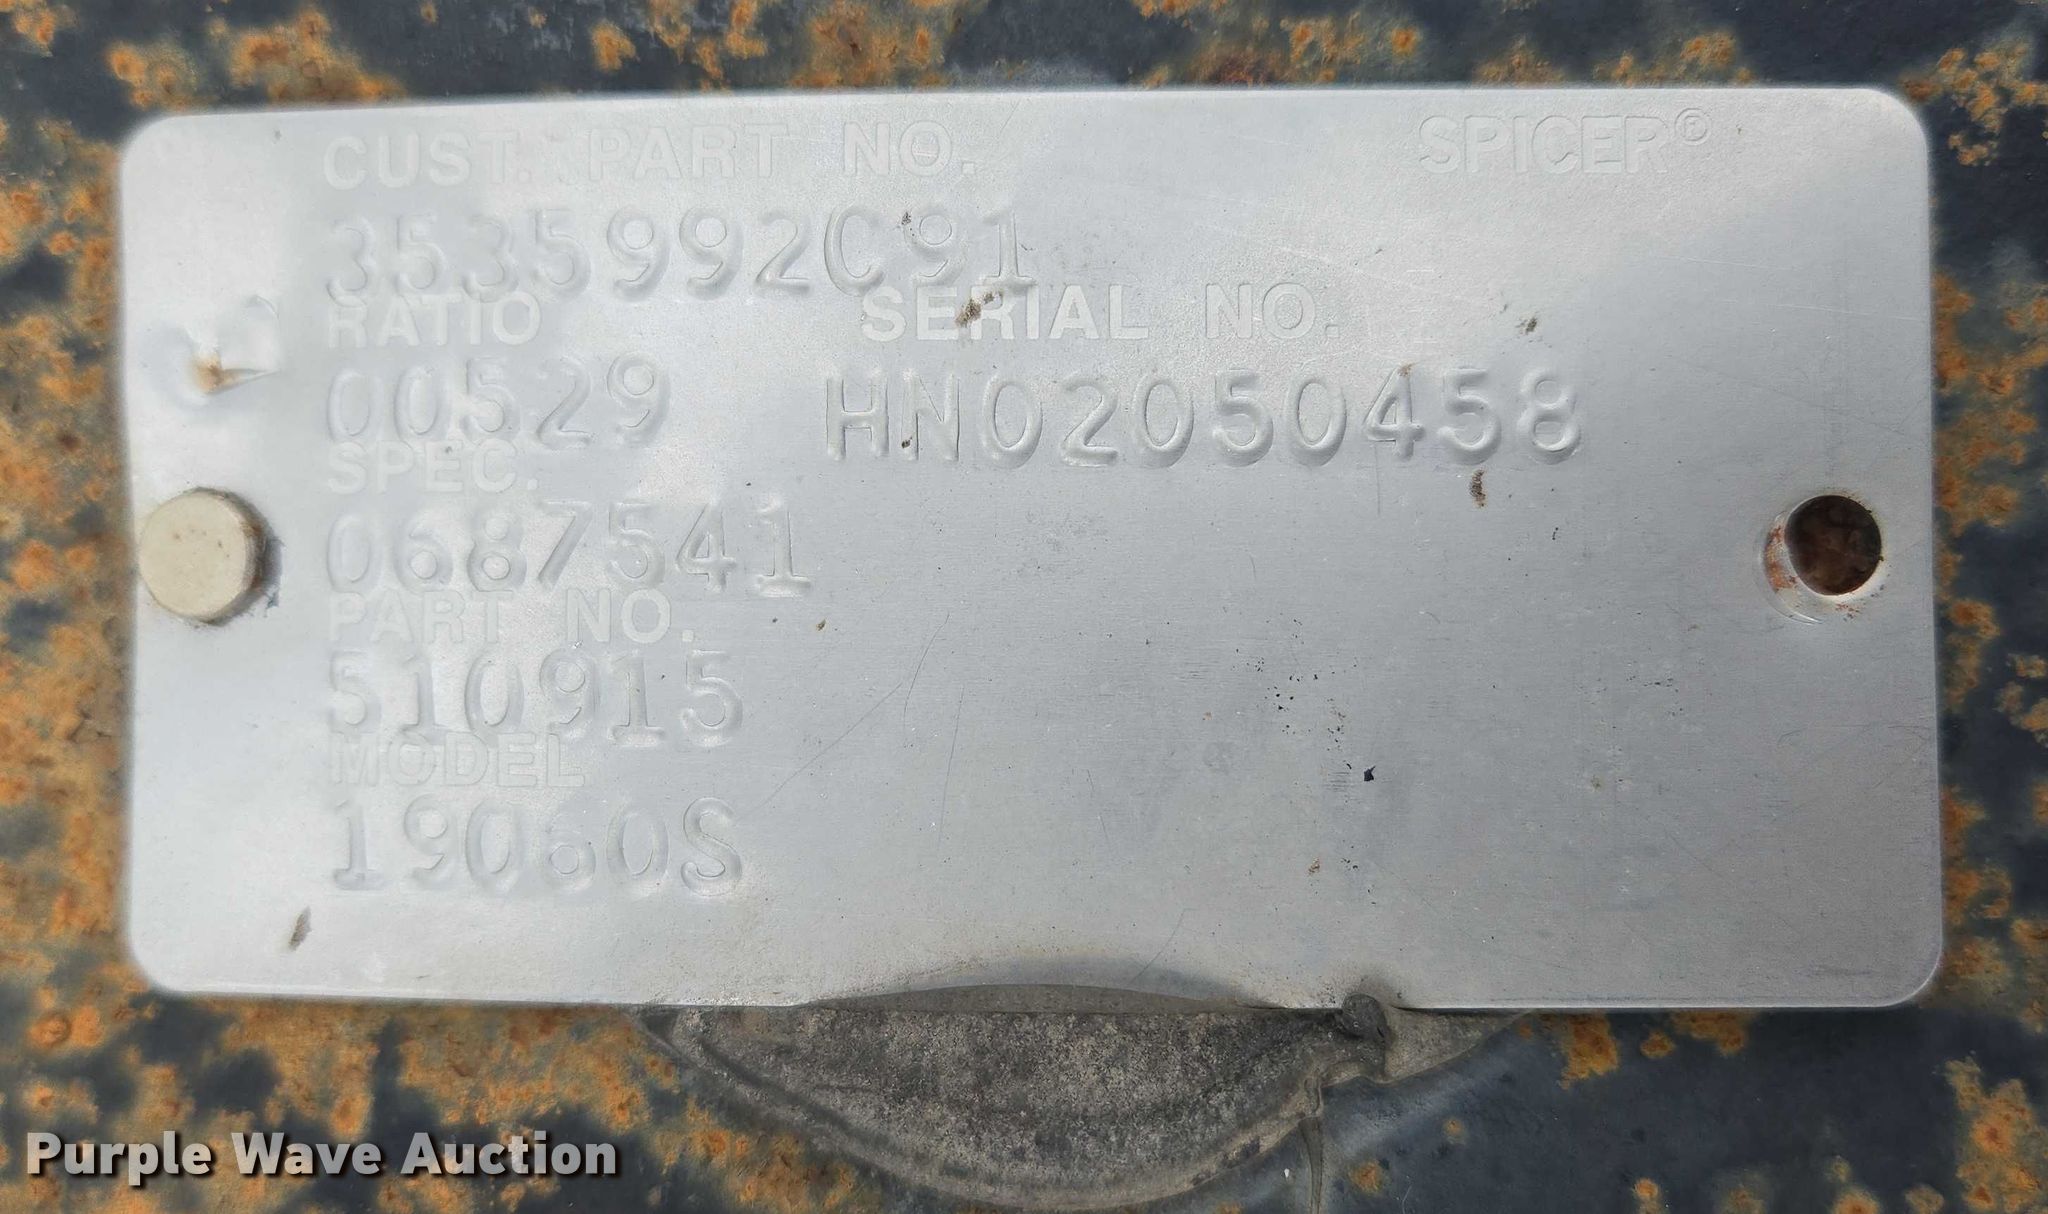 CUST. PART NO. SPICER®
3535992C91
RATIO SERIAL NO.
00529 HN02050458
SPEC.
0687541
PART NO.
510915
MODEL
19060S
Purple Wave Auction